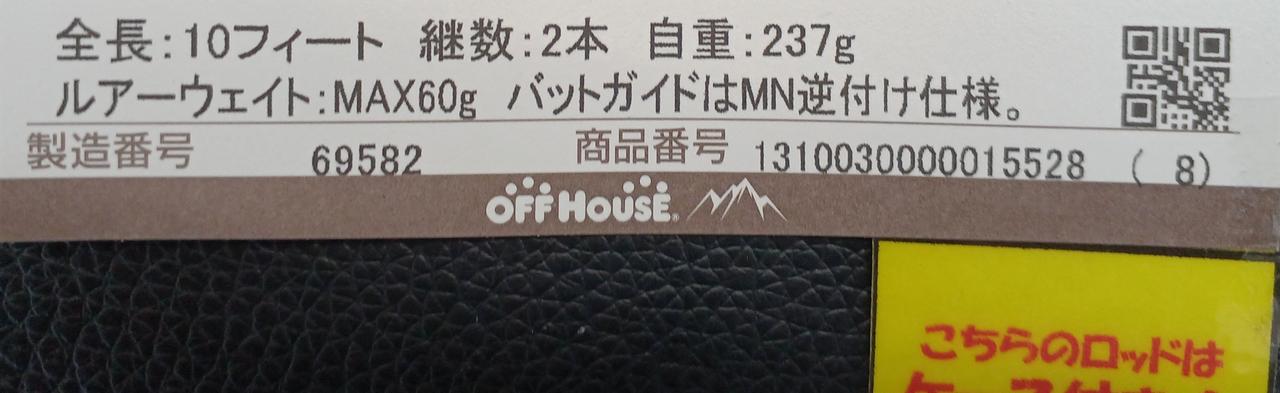 全長：10フィート 継数：2本 自重：237g
ルアーウェイト：MAX60g バットガイドはMN逆付け仕様。
製造番号 69582 商品番号 1310030000015528 ( 8)
OFF HOUSE®
こちらのロッドは